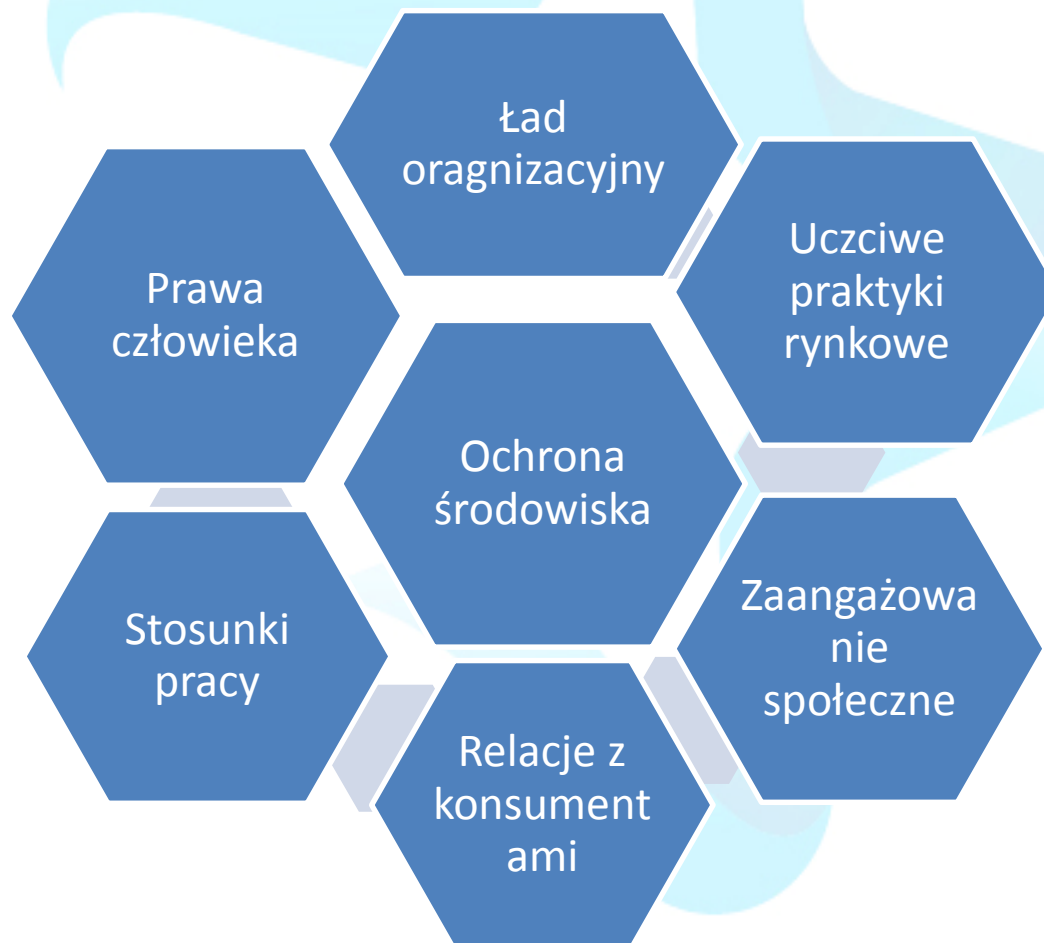 Ład
oragnizacyjny
Prawa
człowieka
Uczciwe
praktyki
rynkowe
Ochrona
środowiska
Stosunki
pracy
Zaangażowa
nie
społeczne
Relacje z
konsument
ami